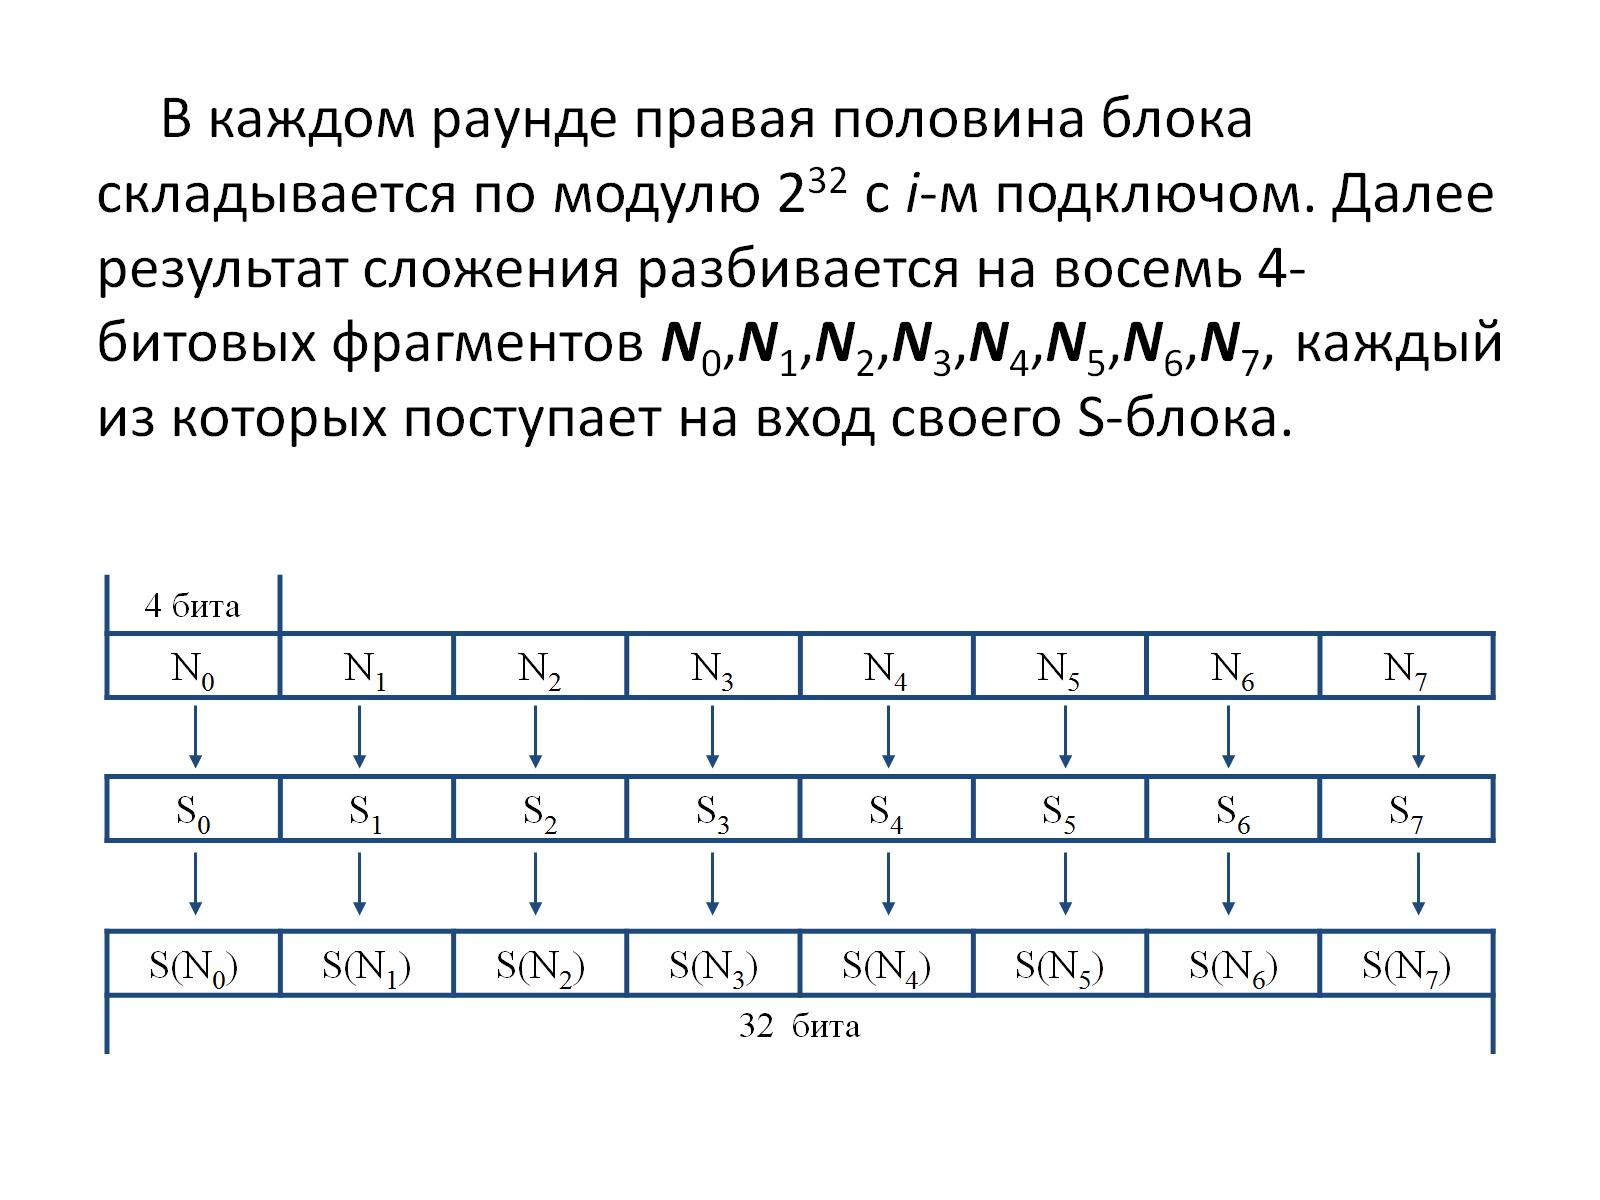 В каждом раунде правая половина блока
складывается по модулю 2³² с i-м подключом. Далее
результат сложения разбивается на восемь 4-
битовых фрагментов N₀,N₁,N₂,N₃,N₄,N₅,N₆,N₇, каждый
из которых поступает на вход своего S-блока.
4 бита
N₀ N₁ N₂ N₃ N₄ N₅ N₆ N₇
S₀ S₁ S₂ S₃ S₄ S₅ S₆ S₇
S(N₀) S(N₁) S(N₂) S(N₃) S(N₄) S(N₅) S(N₆) S(N₇)
32 бита